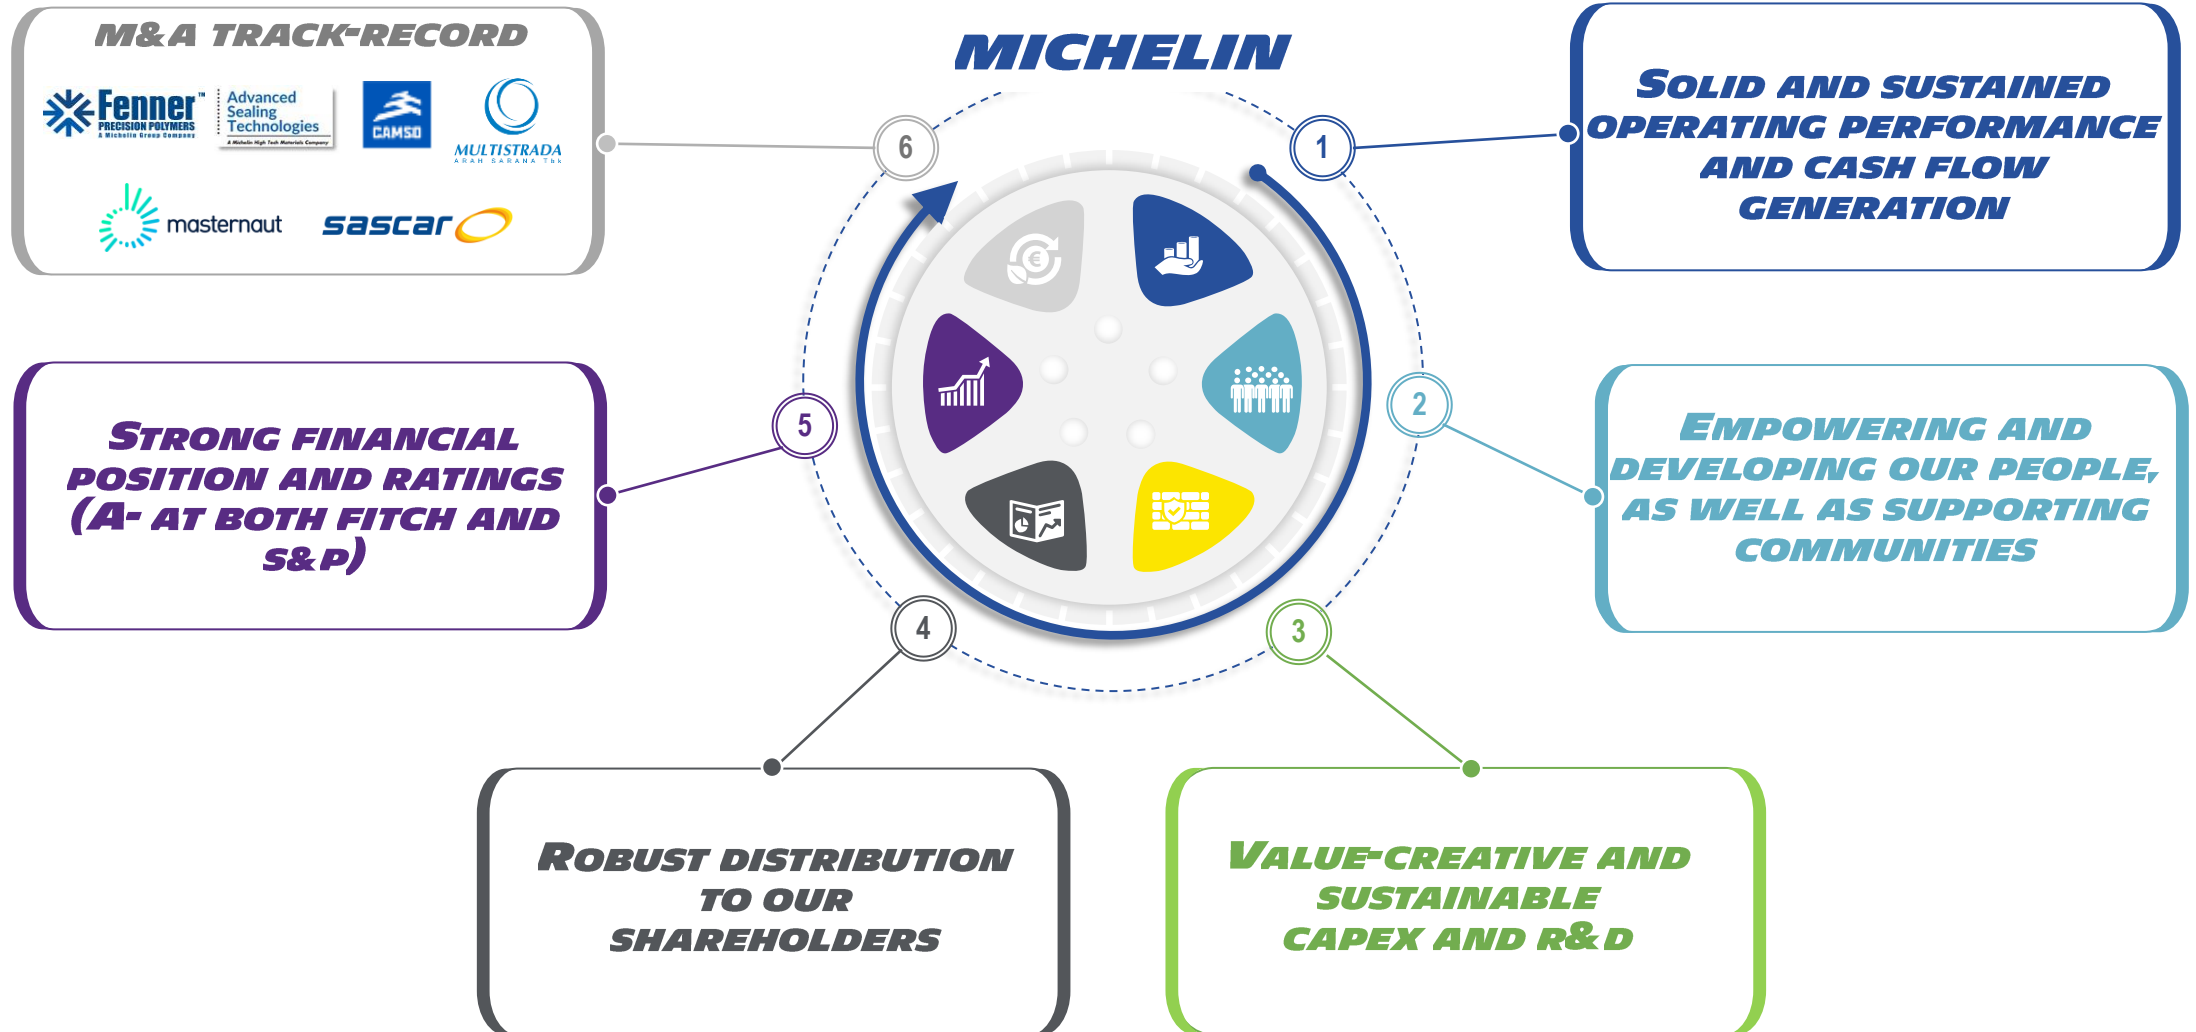 MICHELIN
1
SOLID AND SUSTAINED
OPERATING PERFORMANCE
AND CASH FLOW
GENERATION
2
EMPOWERING AND
DEVELOPING OUR PEOPLE,
AS WELL AS SUPPORTING
COMMUNITIES
3
VALUE-CREATIVE AND
SUSTAINABLE
CAPEX AND R&D
4
ROBUST DISTRIBUTION
TO OUR
SHAREHOLDERS
5
STRONG FINANCIAL
POSITION AND RATINGS
(A- AT BOTH FITCH AND
S&P)
6
M&A TRACK-RECORD
Fenner™
PRECISION POLYMERS
A Michelin Group Company
Advanced
Sealing
Technologies
A Michelin High Tech Materials Company
CAMSO
MULTISTRADA
ARAH SARANA Tbk
masternaut
sascar
€